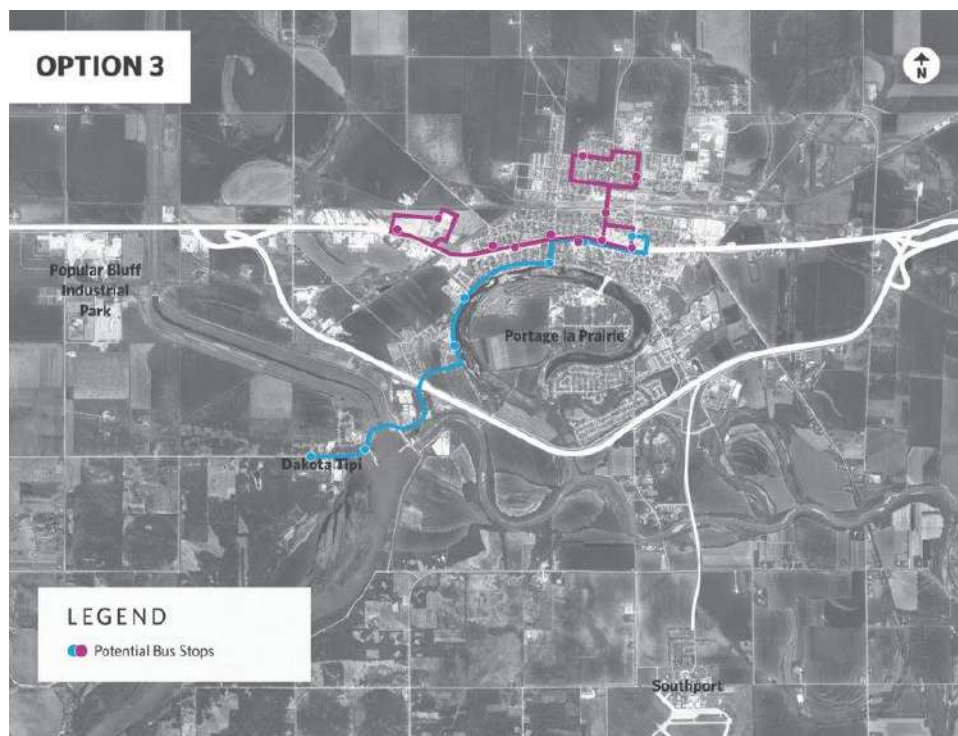 OPTION 3
N
Popular Bluff
Industrial
Park
Portage la Prairie
Dakota Tipi
LEGEND
Potential Bus Stops
Southport